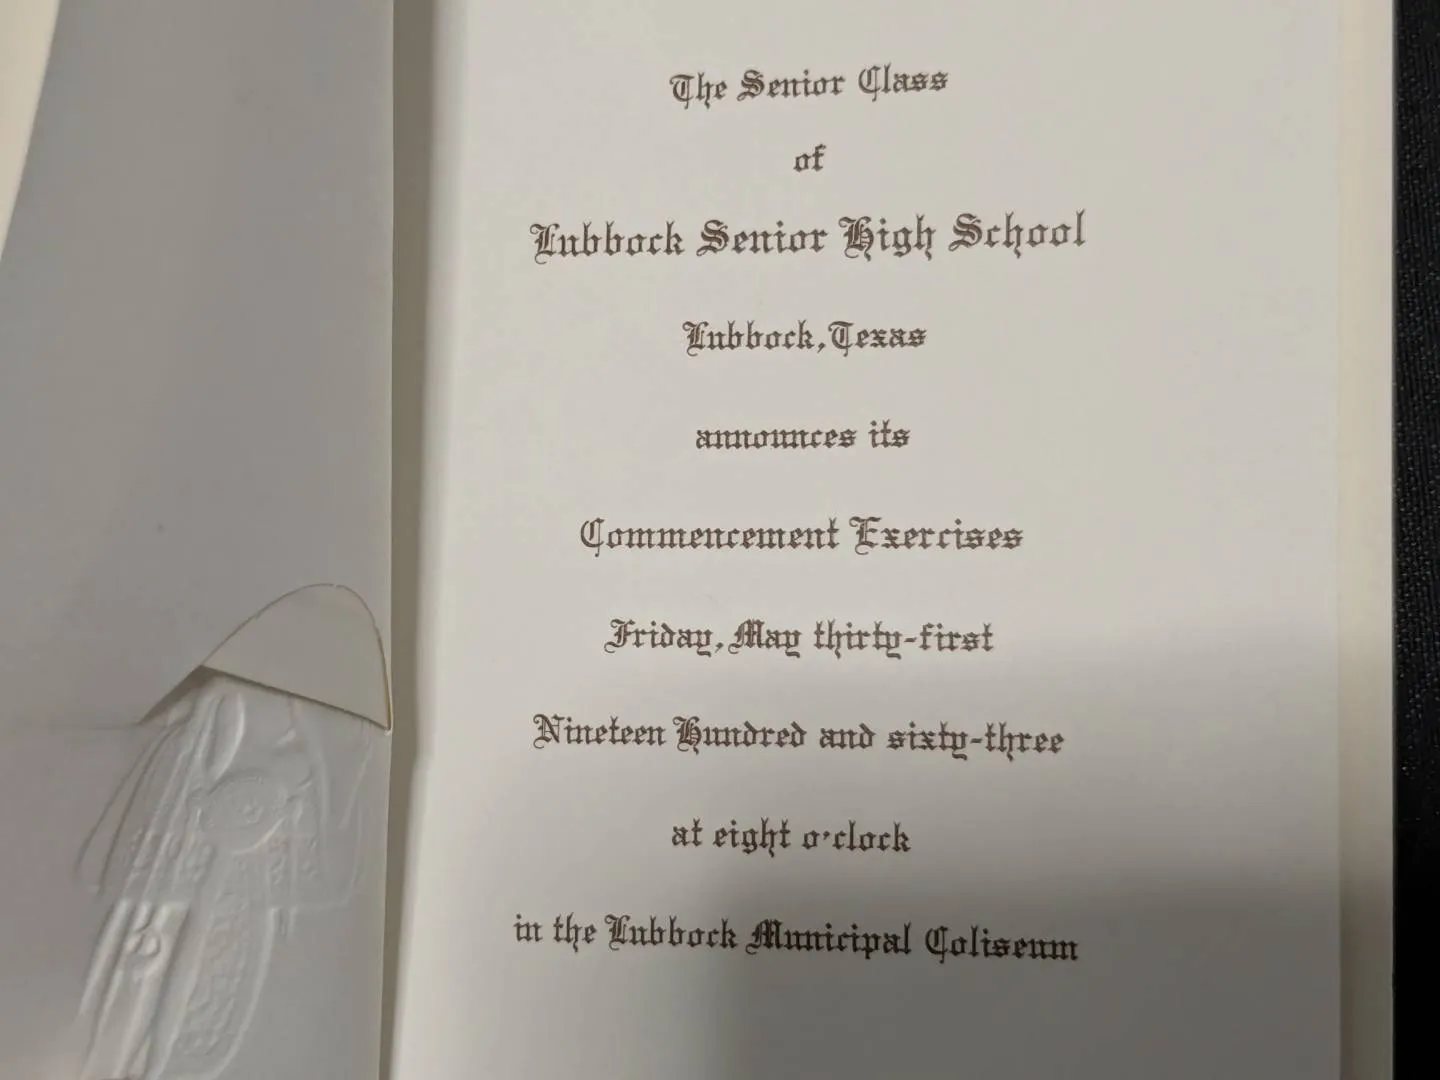 The Senior Class
of
Lubbock Senior High School
Lubbock, Texas
announces its
Commencement Exercises
Friday, May thirty-first
Nineteen Hundred and sixty-three
at eight o'clock
in the Lubbock Municipal Coliseum